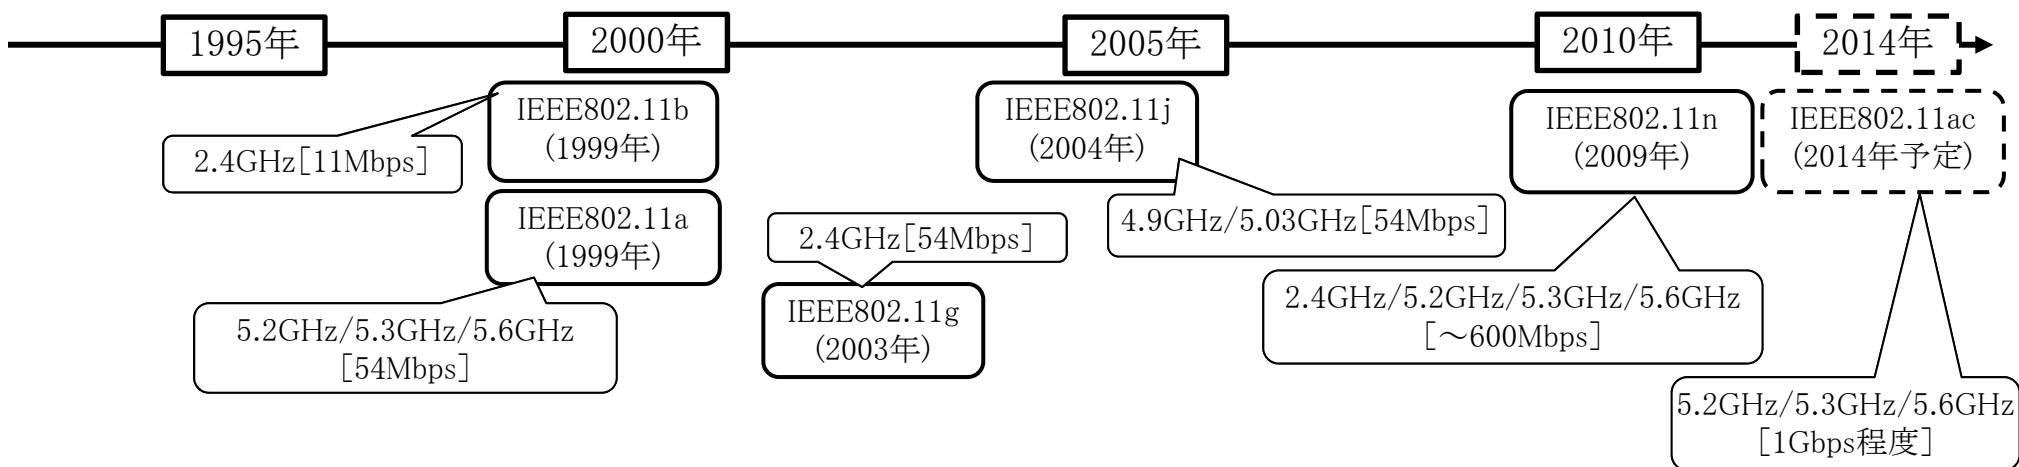 1995年
2000年
2005年
2010年
2014年
IEEE802.11b
(1999年)
2.4GHz[11Mbps]
IEEE802.11a
(1999年)
5.2GHz/5.3GHz/5.6GHz
[54Mbps]
2.4GHz[54Mbps]
IEEE802.11g
(2003年)
IEEE802.11j
(2004年)
4.9GHz/5.03GHz[54Mbps]
IEEE802.11n
(2009年)
2.4GHz/5.2GHz/5.3GHz/5.6GHz
[～600Mbps]
IEEE802.11ac
(2014年予定)
5.2GHz/5.3GHz/5.6GHz
[1Gbps程度]